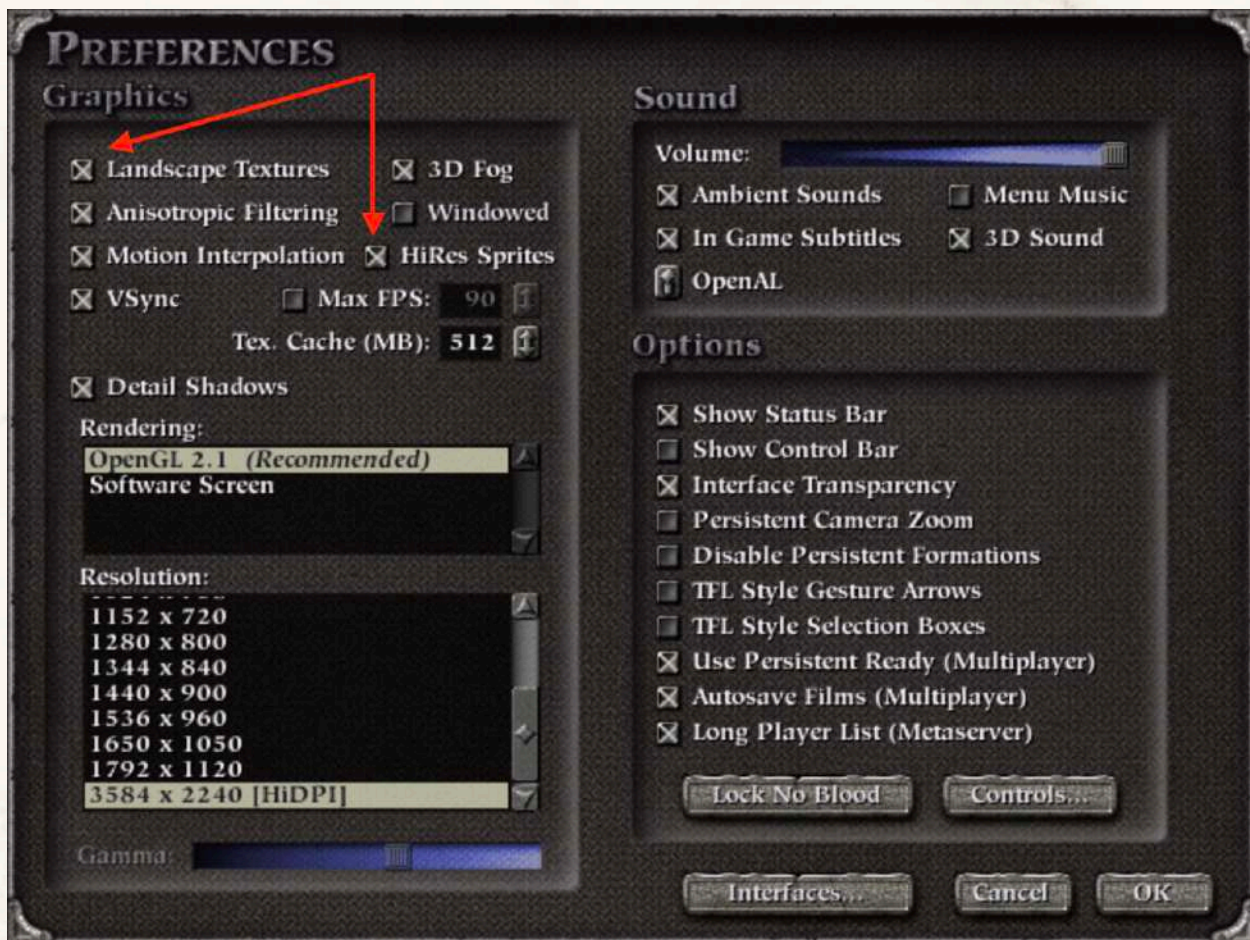 PREFERENCES
Graphics
Landscape Textures
3D Fog
Anisotropic Filtering
Windowed
Motion Interpolation
HiRes Sprites
VSync
Max FPS: 90
Tex. Cache (MB): 512
Detail Shadows
Rendering:
OpenGL 2.1 (Recommended)
Software Screen
Resolution:
1152 x 720
1280 x 800
1344 x 840
1440 x 900
1536 x 960
1650 x 1050
1792 x 1120
3584 x 2240 [HiDPI]
Gamma:
Sound
Volume:
Ambient Sounds
Menu Music
In Game Subtitles
3D Sound
OpenAL
Options
Show Status Bar
Show Control Bar
Interface Transparency
Persistent Camera Zoom
Disable Persistent Formations
TFL Style Gesture Arrows
TFL Style Selection Boxes
Use Persistent Ready (Multiplayer)
Autosave Films (Multiplayer)
Long Player List (Metaserver)
Lock No Blood
Controls...
Interfaces...
Cancel
OK